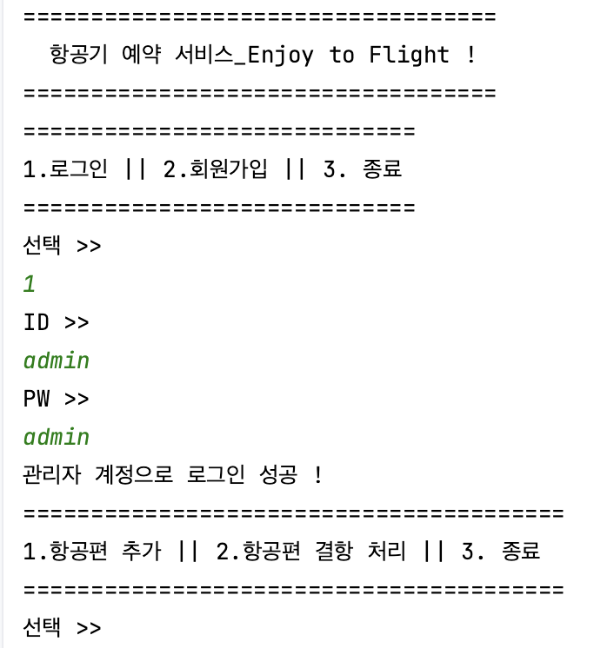 ===================================
항공기 예약 서비스_Enjoy to Flight !
===================================
=============================
1.로그인 || 2.회원가입 || 3. 종료
=============================
선택 >>
1
ID >>
admin
PW >>
admin
관리자 계정으로 로그인 성공 !
========================================
1.항공편 추가 || 2.항공편 결항 처리 || 3. 종료
========================================
선택 >>